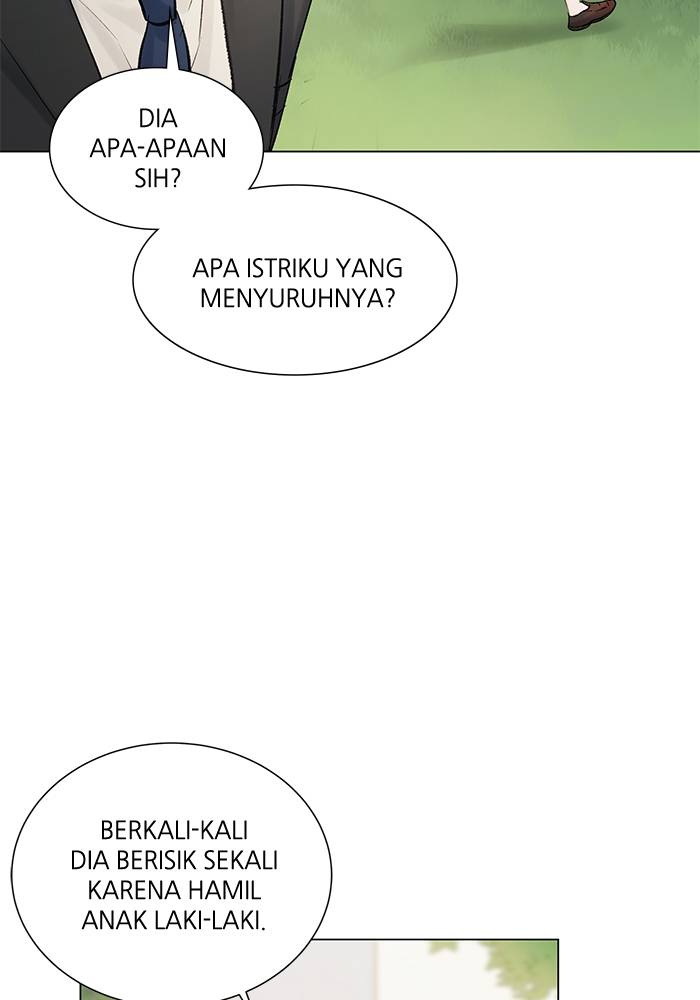 DIA
APA-APAAN
SIH?
APA ISTRIKU YANG
MENYURUHNYA?
BERKALI-KALI
DIA BERISIK SEKALI
KARENA HAMIL
ANAK LAKI-LAKI.